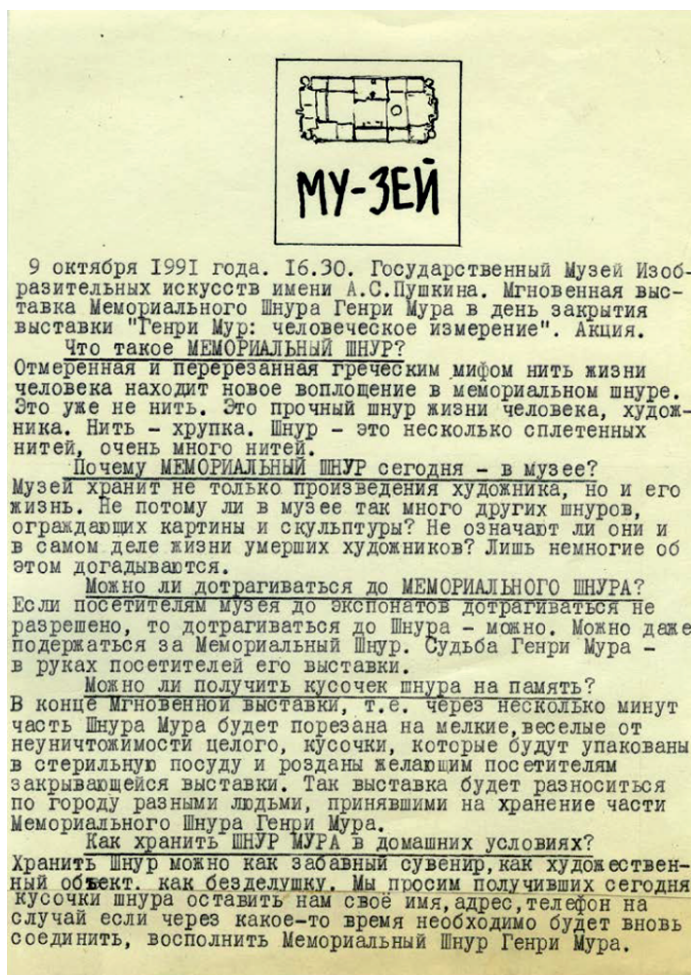 МУ-ЗЕЙ
9 октября 1991 года. 16.30. Государственный Музей Изоб-
разительных искусств имени А.С.Пушкина. Мгновенная выс-
тавка Мемориального Шнура Генри Мура в день закрытия
выставки "Генри Мур: человеческое измерение". Акция.
Что такое МЕМОРИАЛЬНЫЙ ШНУР?
Отмеренная и перерезанная греческим мифом нить жизни
человека находит новое воплощение в мемориальном шнуре.
Это уже не нить. Это прочный шнур жизни человека, худож-
ника. Нить - хрупка. Шнур - это несколько сплетенных
нитей, очень много нитей.
Почему МЕМОРИАЛЬНЫЙ ШНУР сегодня - в музее?
Музей хранит не только произведения художника, но и его
жизнь. Не потому ли в музее так много других шнуров,
ограждающих картины и скульптуры? Не означают ли они и
в самом деле жизни умерших художников? Лишь немногие об
этом догадываются.
Можно ли дотрагиваться до МЕМОРИАЛЬНОГО ШНУРА?
Если посетителям музея до экспонатов дотрагиваться не
разрешено, то дотрагиваться до Шнура - можно. Можно даже
подержаться за Мемориальный Шнур. Судьба Генри Мура -
в руках посетителей его выставки.
Можно ли получить кусочек шнура на память?
В конце Мгновенной выставки, т.е. через несколько минут
часть Шнура Мура будет порезана на мелкие,веселые от
неуничтожимости целого, кусочки, которые будут упакованы
в стерильную посуду и розданы желающим посетителям
закрывающейся выставки. Так выставка будет разноситься
по городу разными людьми, принявшими на хранение части
Мемориального Шнура Генри Мура.
Как хранить ШНУР МУРА в домашних условиях?
Хранить Шнур можно как забавный сувенир,как художествен-
ный объект. как безделушку. Мы просим получивших сегодня
кусочки шнура оставить нам своё имя,адрес,телефон на
случай если через какое-то время необходимо будет вновь
соединить, восполнить Мемориальный Шнур Генри Мура.